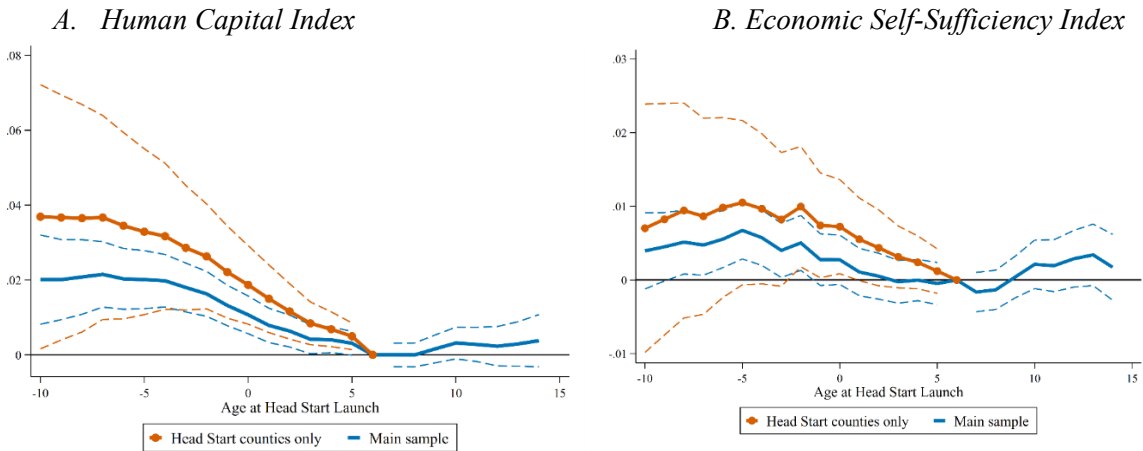 A. Human Capital Index
.08
.06
.04
.02
0
-10 -5 0 5 10 15
Age at Head Start Launch
Head Start counties only Main sample
B. Economic Self-Sufficiency Index
.03
.02
.01
0
-.01
-10 -5 0 5 10 15
Age at Head Start Launch
Head Start counties only Main sample